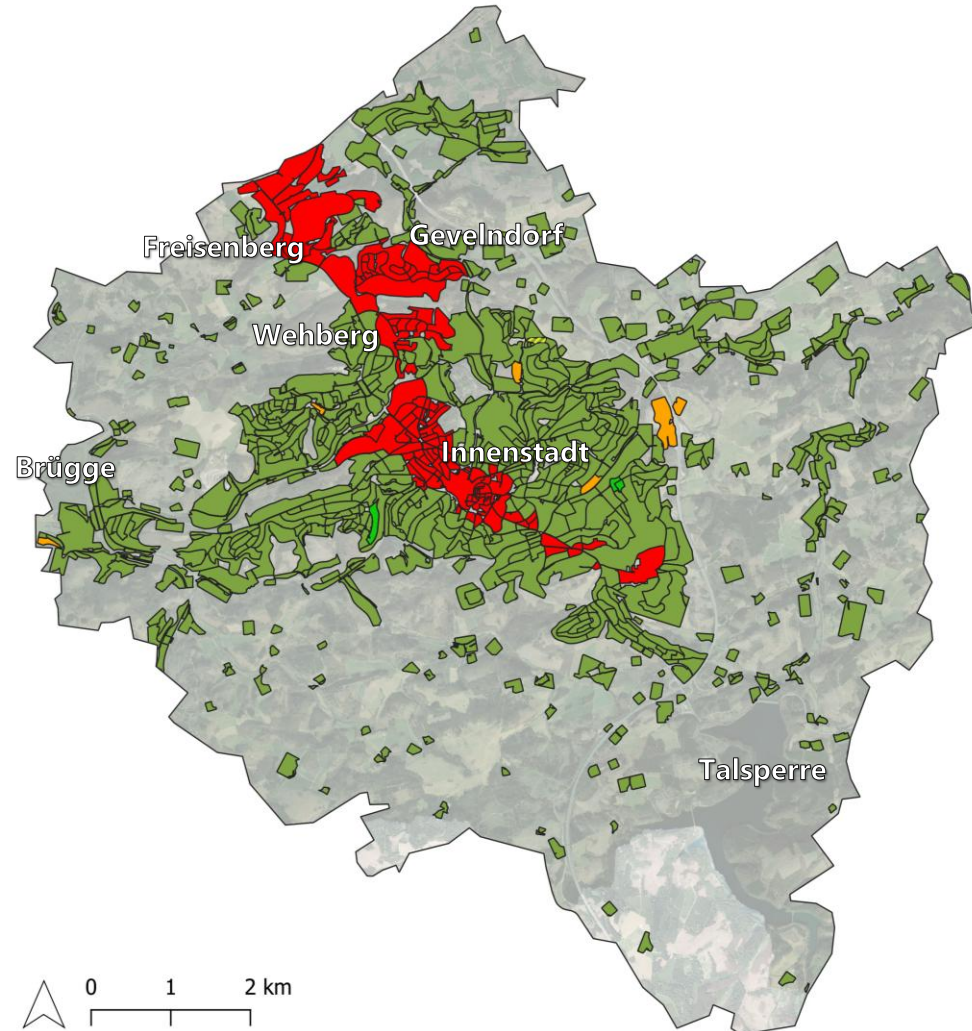 Gevelndorf
Freisenberg
Wehberg
Innenstadt
Brügge
Talsperre
0 1 2 km